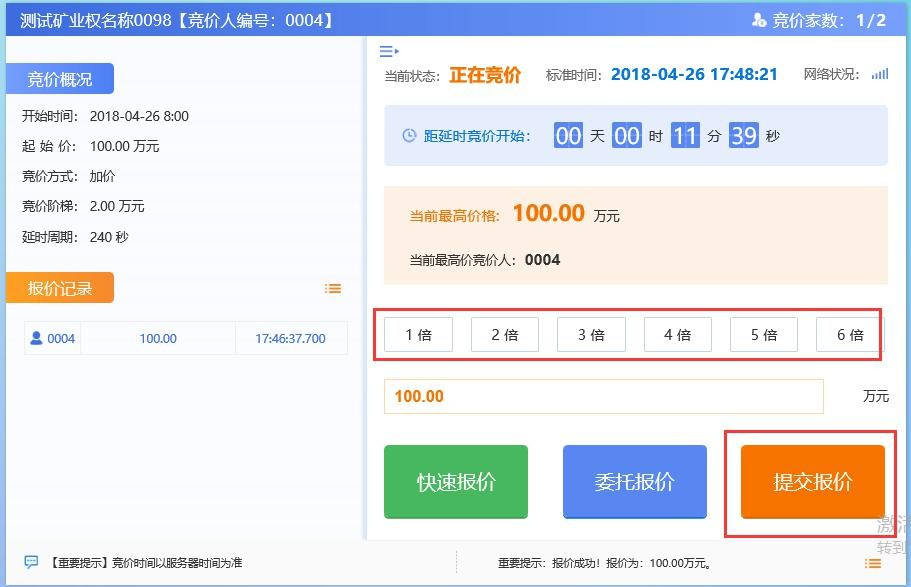 测试矿业权名称0098【竞价人编号：0004】
竞价家数：1/2
竞价概况
开始时间： 2018-04-26 8:00
起 始 价： 100.00 万元
竞价方式： 加价
竞价阶梯： 2.00 万元
延时周期： 240 秒
报价记录
0004 100.00 17:46:37.700
当前状态： 正在竞价 标准时间： 2018-04-26 17:48:21 网络状况：
距延时竞价开始： 00 天 00 时 11 分 39 秒
当前最高价格： 100.00 万元
当前最高价竞价人： 0004
1 倍 2 倍 3 倍 4 倍 5 倍 6 倍
100.00 万元
快速报价 委托报价 提交报价
激活
转到
【重要提示】竞价时间以服务器时间为准
重要提示：报价成功！报价为：100.00万元。